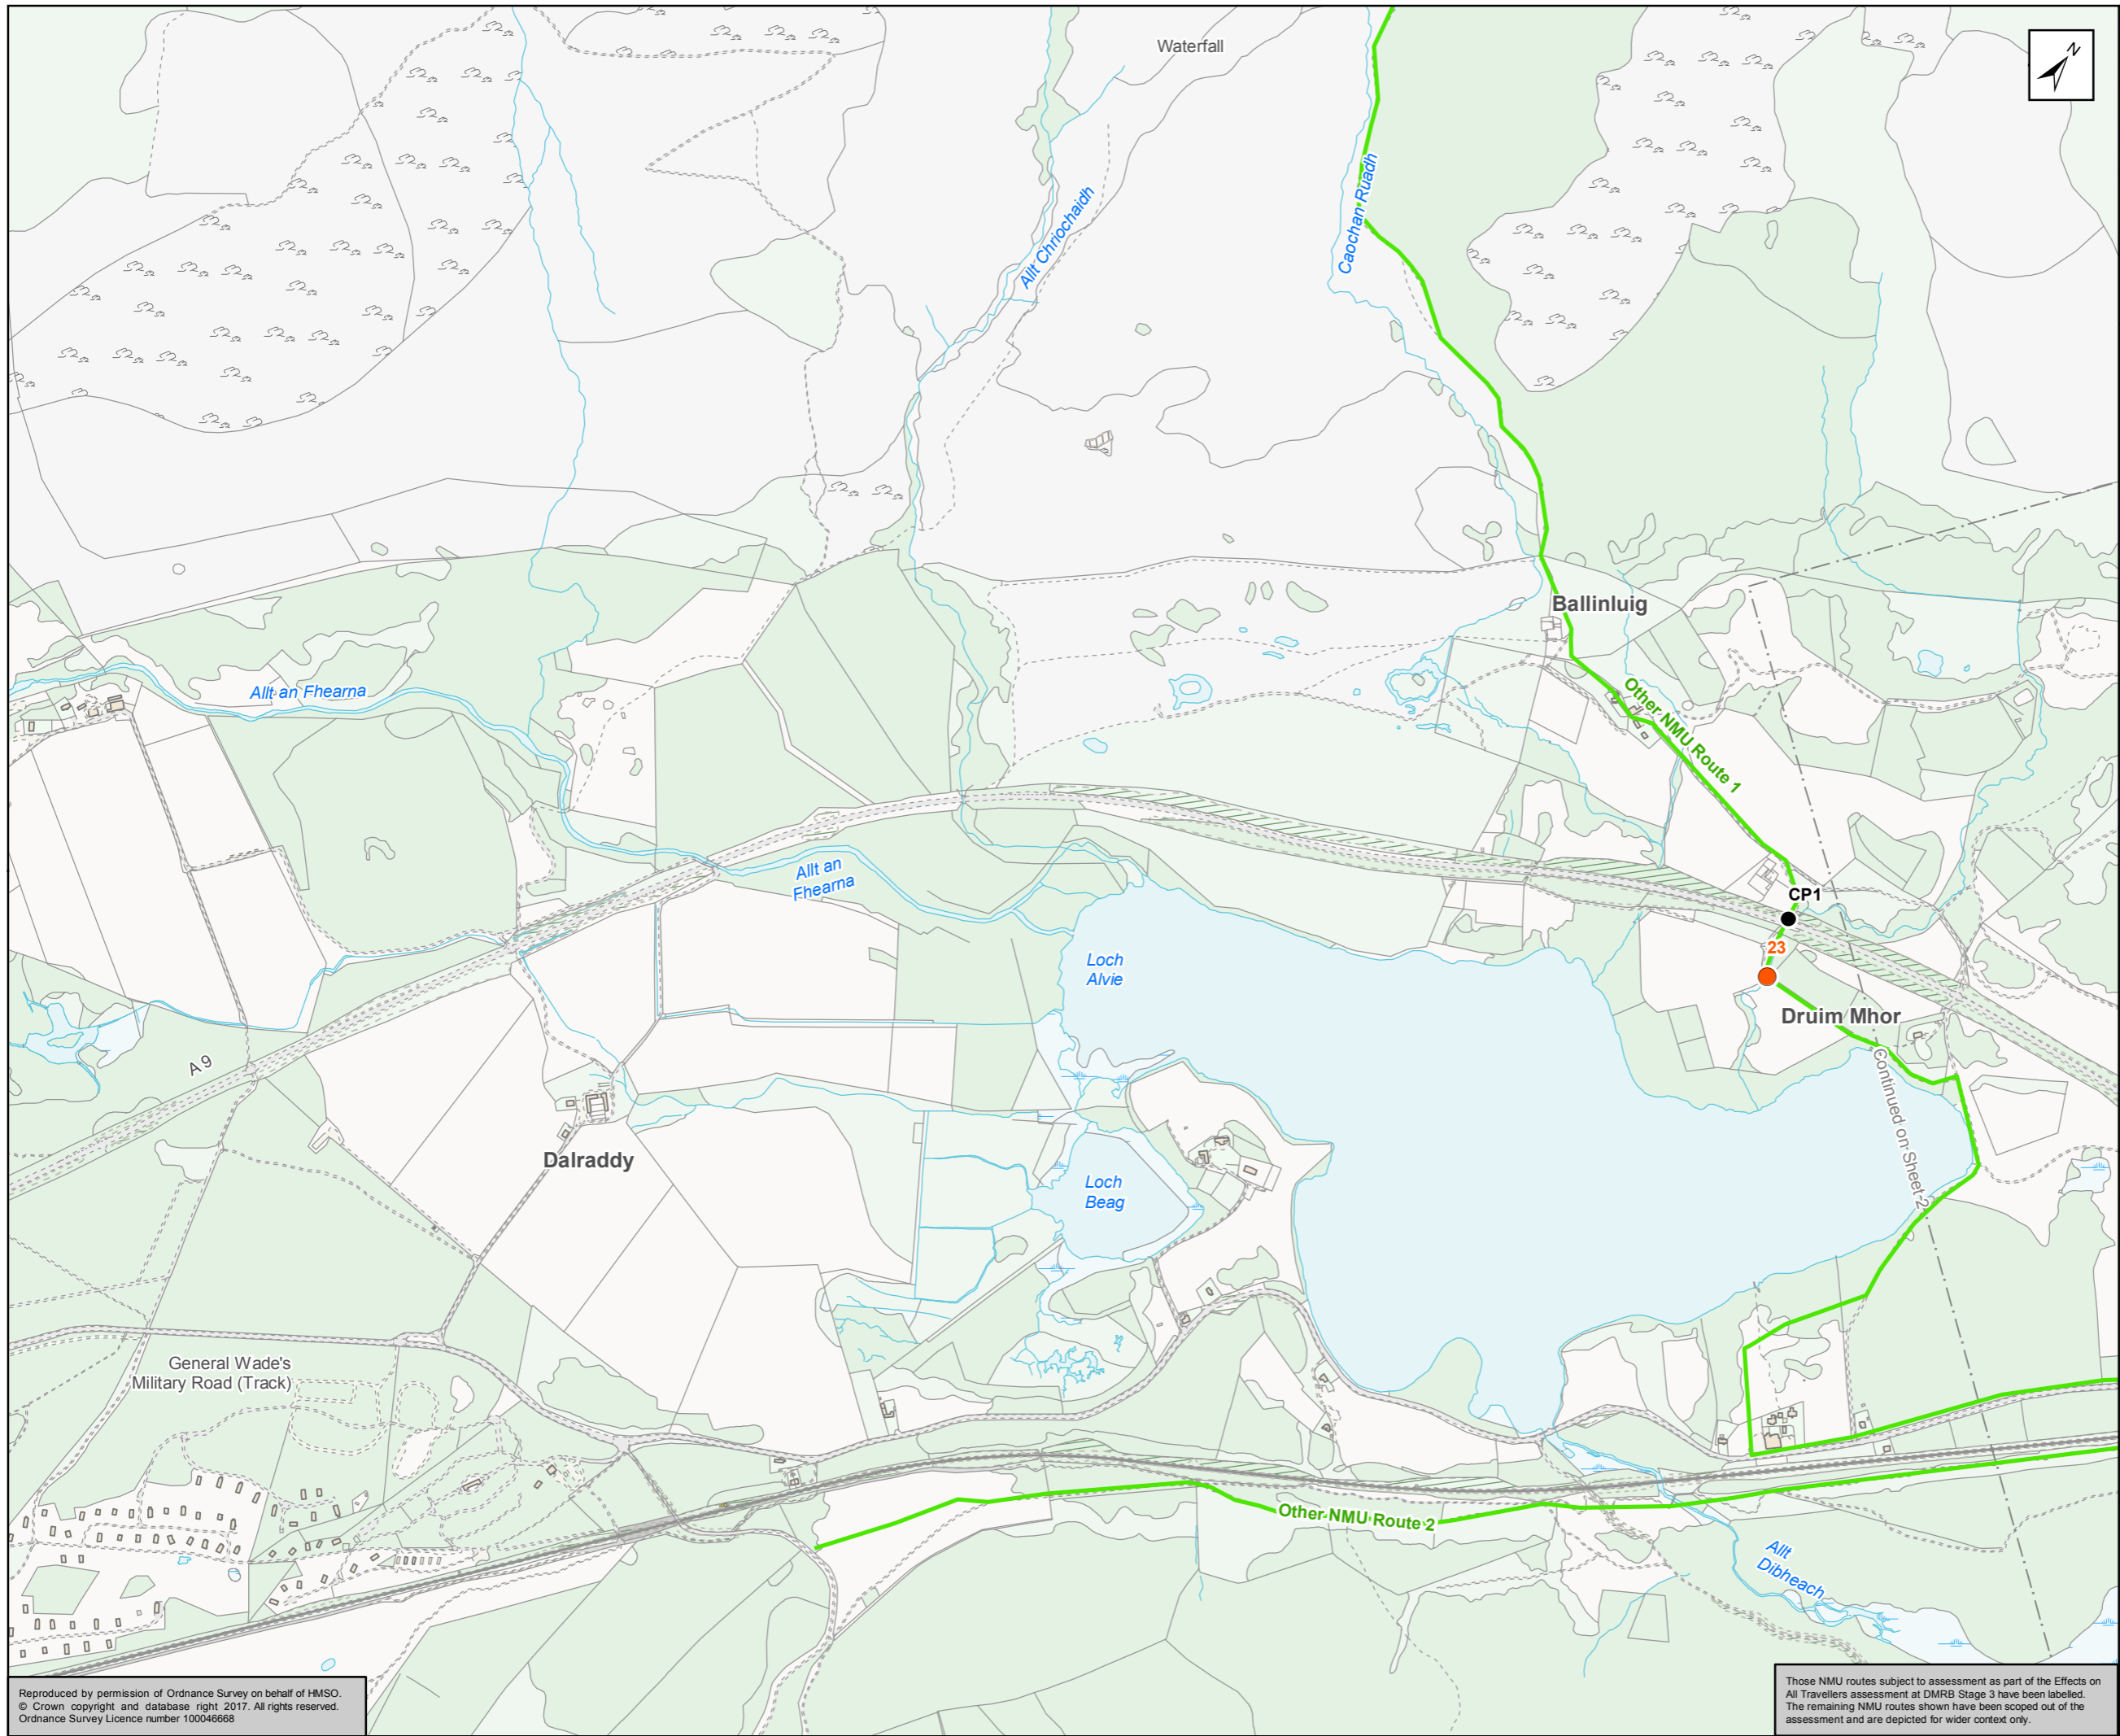 Waterfall
N
Allt Chriochaidh
Caochan Ruadh
Ballinluig
Allt an Fhearna
Other NMU Route 1
Allt an
Fhearna
CP1
23
Loch
Alvie
Druim Mhor
A 9
Continued on Sheet 2
Dalraddy
Loch
Beag
General Wade's
Military Road (Track)
Other NMU Route 2
Allt
Dibheach
Reproduced by permission of Ordnance Survey on behalf of HMSO.
© Crown copyright and database right 2017. All rights reserved.
Ordnance Survey Licence number 100046668
Those NMU routes subject to assessment as part of the Effects on
All Travellers assessment at DMRB Stage 3 have been labelled.
The remaining NMU routes shown have been scoped out of the
assessment and are depicted for wider context only.